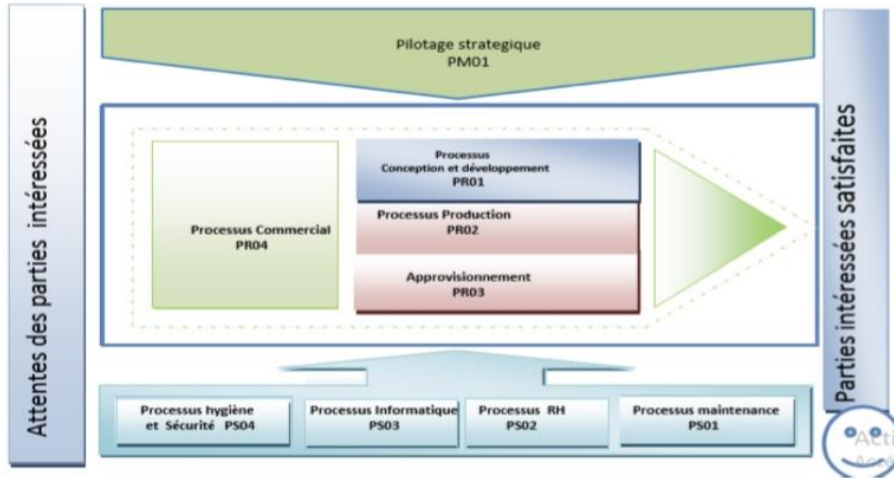 Pilotage strategique
PM01
Attentes des parties intéressées
Parties intéressées satisfaites
Processus Commercial
PR04
Processus
Conception et développement
PR01
Processus Production
PR02
Approvisionnement
PR03
Processus hygiène
et Sécurité PS04
Processus Informatique
PS03
Processus RH
PS02
Processus maintenance
PS01
Acti